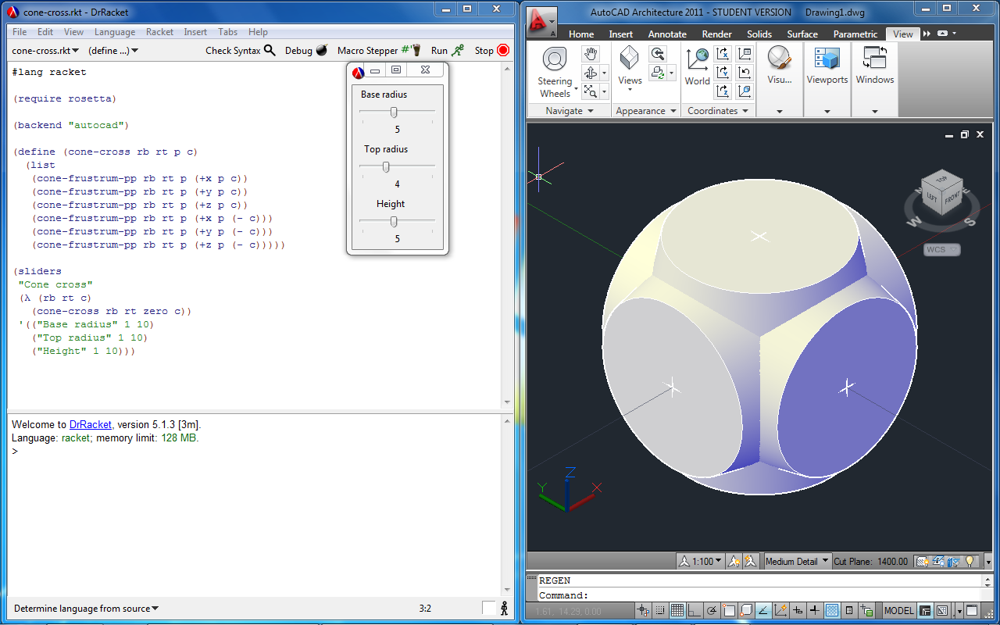 cone-cross.rkt - DrRacket
File Edit View Language Racket Insert Tabs Help
cone-cross.rkt (define ...) Check Syntax Debug Macro Stepper #' Run Stop
#lang racket
(require rosetta)
(backend "autocad")
(define (cone-cross rb rt p c)
(list
(cone-frustrum-pp rb rt p (+x p c))
(cone-frustrum-pp rb rt p (+y p c))
(cone-frustrum-pp rb rt p (+z p c))
(cone-frustrum-pp rb rt p (+x p (- c)))
(cone-frustrum-pp rb rt p (+y p (- c)))
(cone-frustrum-pp rb rt p (+z p (- c)))))
(sliders
"Cone cross"
(λ (rb rt c)
(cone-cross rb rt zero c))
'(("Base radius" 1 10)
("Top radius" 1 10)
("Height" 1 10)))
Base radius
5
Top radius
4
Height
5
Welcome to DrRacket, version 5.1.3 [3m].
Language: racket; memory limit: 128 MB.
>
Determine language from source 3:2
AutoCAD Architecture 2011 - STUDENT VERSION Drawing1.dwg
A
Home Insert Annotate Render Solids Surface Parametric View
Steering Wheels
Views
World
Visu...
Viewports
Windows
X
Y
Z
Navigate Appearance Coordinates
TOP
LEFT FRONT
N E
W S
WCS
Z
Y X
1:100 Medium Detail Cut Plane: 1400.00
REGEN
Command:
1.61, 14.29, 0.00 MODEL